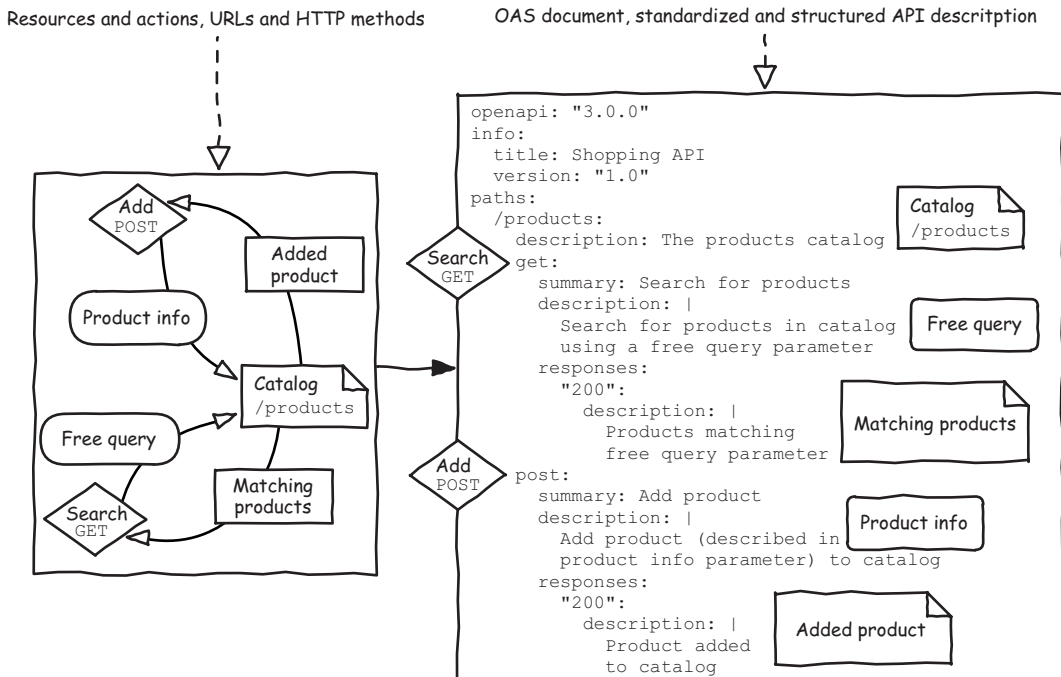 Resources and actions, URLs and HTTP methods
OAS document, standardized and structured API descritption
Add
POST
Added
product
Product info
Catalog
/products
Free query
Matching
products
Search
GET
openapi: "3.0.0"
info:
title: Shopping API
version: "1.0"
paths:
/products:
description: The products catalog
Catalog
/products
Search
GET
get:
summary: Search for products
description: |
Search for products in catalog
using a free query parameter
Free query
responses:
"200":
description: |
Products matching
free query parameter
Matching products
Add
POST
post:
summary: Add product
description: |
Add product (described in
product info parameter) to catalog
Product info
responses:
"200":
description: |
Product added
to catalog
Added product